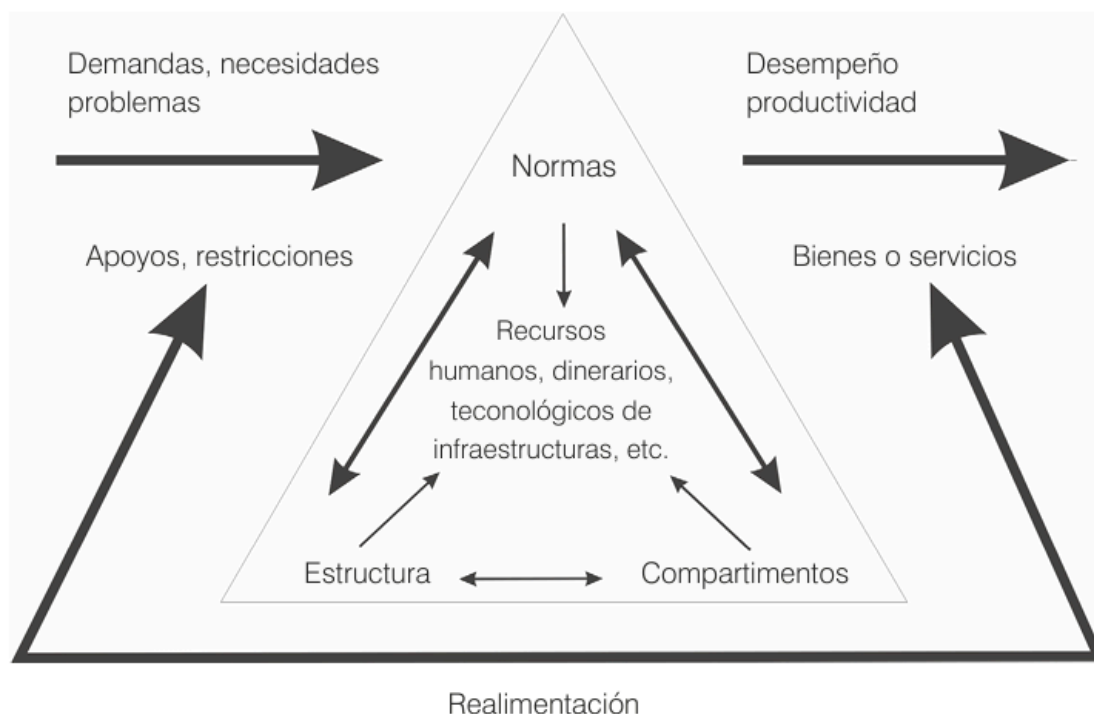 Demandas, necesidades
problemas
Desempeño
productividad
Normas
Apoyos, restricciones
Bienes o servicios
Recursos
humanos, dinerarios,
teconológicos de
infraestructuras, etc.
Estructura
Compartimentos
Realimentación